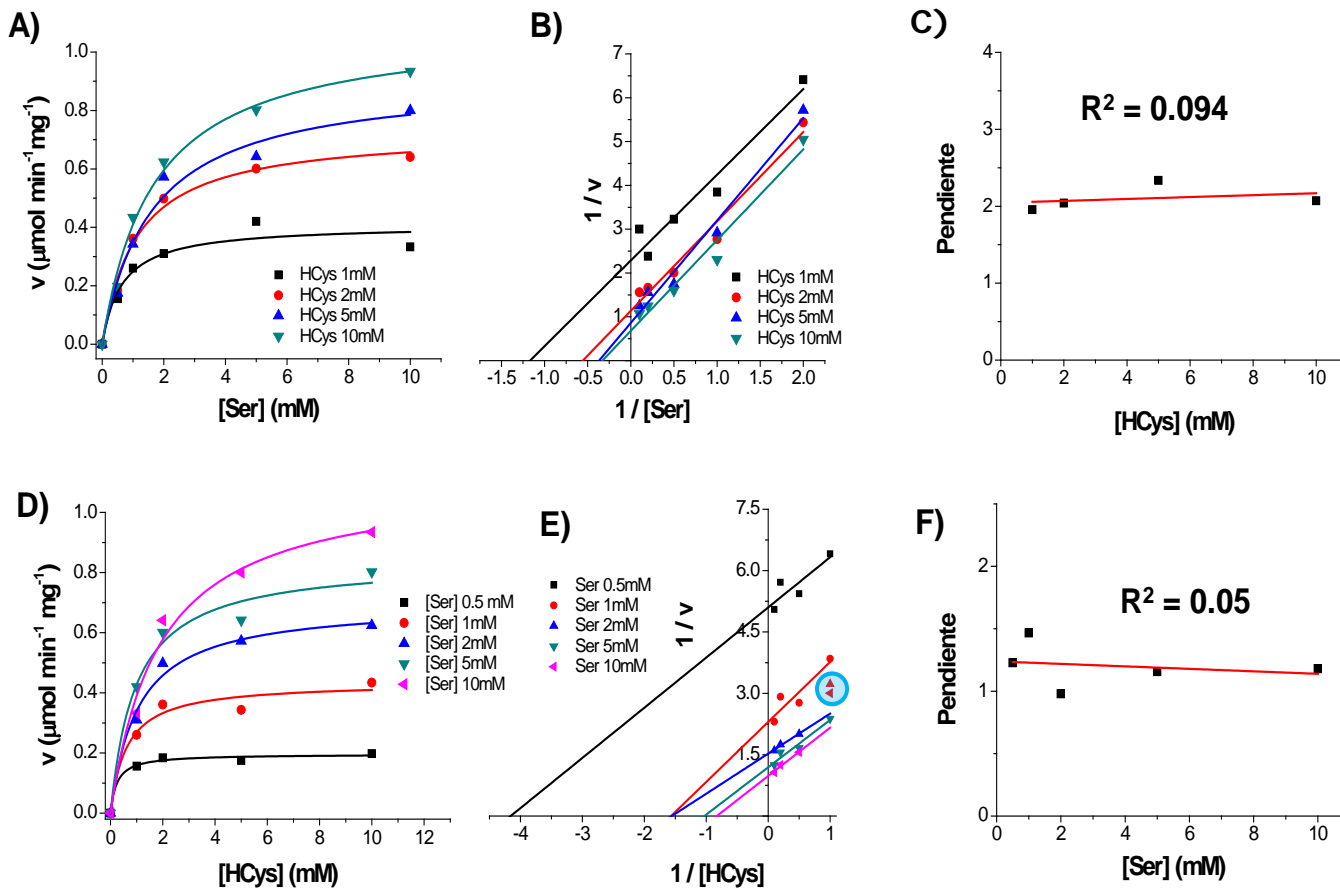 A)
v (μmol min⁻¹mg⁻¹)
1.0
0.8
0.6
0.4
0.2
0.0
HCys 1mM
HCys 2mM
HCys 5mM
HCys 10mM
0 2 4 6 8 10
[Ser] (mM)
B)
1 / v
7
6
5
4
3
2
1
HCys 1mM
HCys 2mM
HCys 5mM
HCys 10mM
-1.5 -1.0 -0.5 0.0 0.5 1.0 1.5 2.0
1 / [Ser]
C)
Pendiente
4
2
0
R² = 0.094
2 4 6 8 10
[HCys] (mM)
D)
v (μmol min⁻¹ mg⁻¹)
1.0
0.8
0.6
0.4
0.2
0.0
[Ser] 0.5 mM
[Ser] 1mM
[Ser] 2mM
[Ser] 5mM
[Ser] 10mM
0 2 4 6 8 10 12
[HCys] (mM)
E)
Ser 0.5mM
Ser 1mM
Ser 2mM
Ser 5mM
Ser 10mM
1 / v
7.5
6.0
4.5
3.0
1.5
-4 -3 -2 -1 0 1
1 / [HCys]
F)
Pendiente
2
1
0
R² = 0.05
2 4 6 8 10
[Ser] (mM)